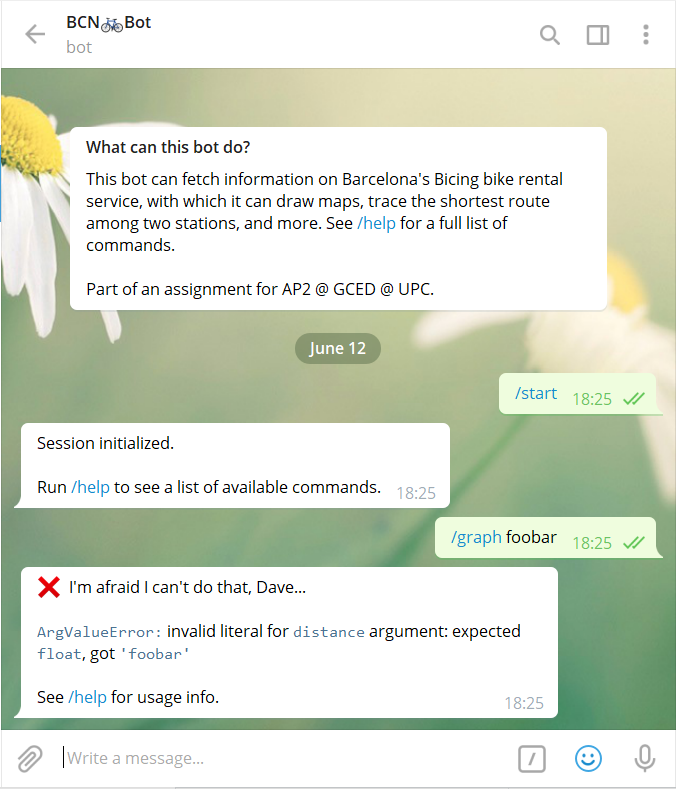 BCN🚲Bot
bot
What can this bot do?
This bot can fetch information on Barcelona's Bicing bike rental
service, with which it can draw maps, trace the shortest route
among two stations, and more. See /help for a full list of
commands.
Part of an assignment for AP2 @ GCED @ UPC.
June 12
/start 18:25
Session initialized.
Run /help to see a list of available commands. 18:25
/graph foobar 18:25
❌ I'm afraid I can't do that, Dave...
ArgValueError: invalid literal for distance argument: expected
float, got 'foobar'
See /help for usage info. 18:25
Write a message...
/